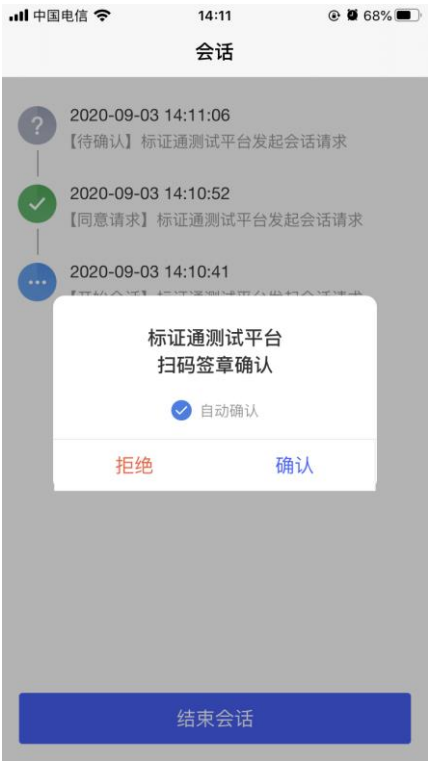 中国电信 14:11 68%
会话
2020-09-03 14:11:06
【待确认】标证通测试平台发起会话请求
2020-09-03 14:10:52
【同意请求】标证通测试平台发起会话请求
2020-09-03 14:10:41
标证通测试平台
扫码签章确认
自动确认
拒绝 确认
结束会话